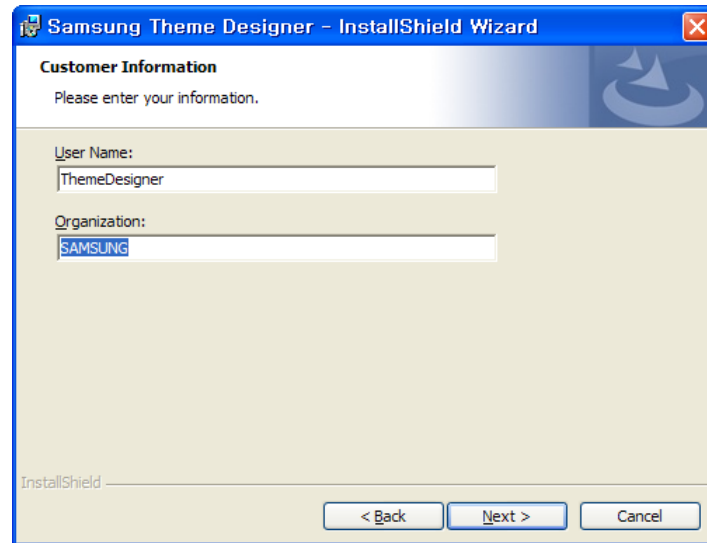 Samsung Theme Designer - InstallShield Wizard
Customer Information
Please enter your information.
User Name:
ThemeDesigner
Organization:
SAMSUNG
InstallShield
< Back Next > Cancel